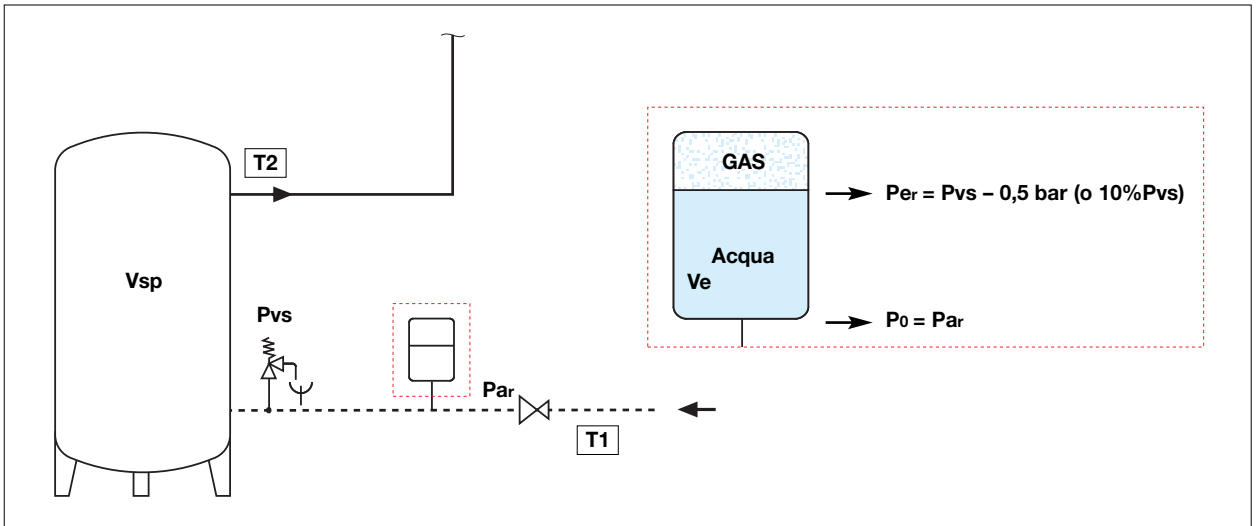 T2
GAS
Per = Pvs – 0,5 bar (o 10%Pvs)
Acqua
Ve
Vsp
Pvs
P0 = Par
Par
T1